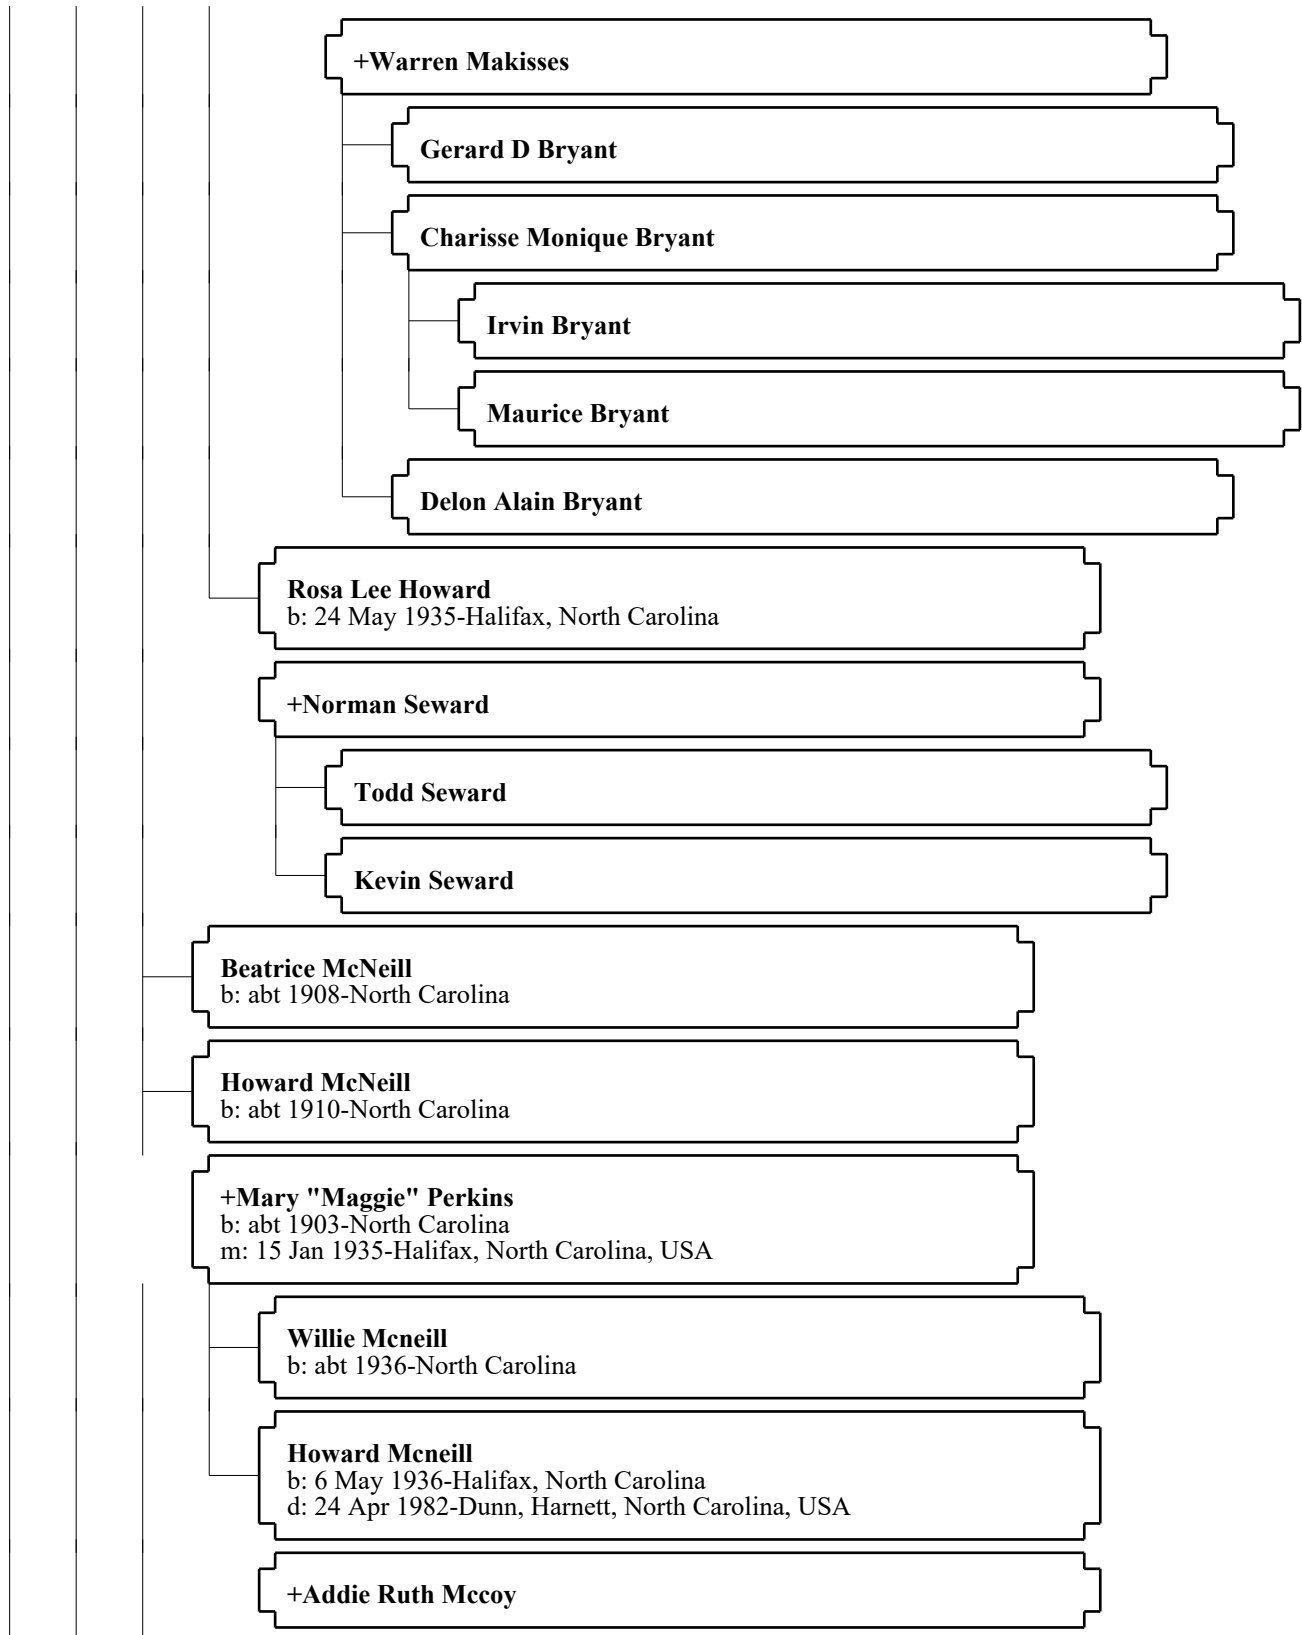 +Warren Makisses
Gerard D Bryant
Charisse Monique Bryant
Irvin Bryant
Maurice Bryant
Delon Alain Bryant
Rosa Lee Howard
b: 24 May 1935-Halifax, North Carolina
+Norman Seward
Todd Seward
Kevin Seward
Beatrice McNeill
b: abt 1908-North Carolina
Howard McNeill
b: abt 1910-North Carolina
+Mary "Maggie" Perkins
b: abt 1903-North Carolina
m: 15 Jan 1935-Halifax, North Carolina, USA
Willie Mcneill
b: abt 1936-North Carolina
Howard Mcneill
b: 6 May 1936-Halifax, North Carolina
d: 24 Apr 1982-Dunn, Harnett, North Carolina, USA
+Addie Ruth Mccoy